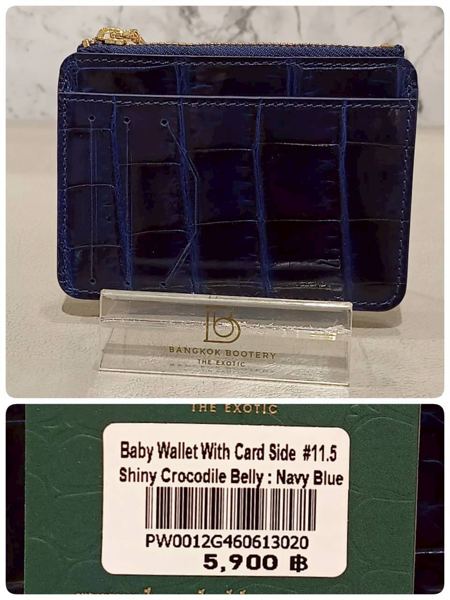 BANGKOK BOOTERY
THE EXOTIC
THE EXOTIC
Baby Wallet With Card Side #11.5
Shiny Crocodile Belly : Navy Blue
PW0012G460613020
5,900 ฿